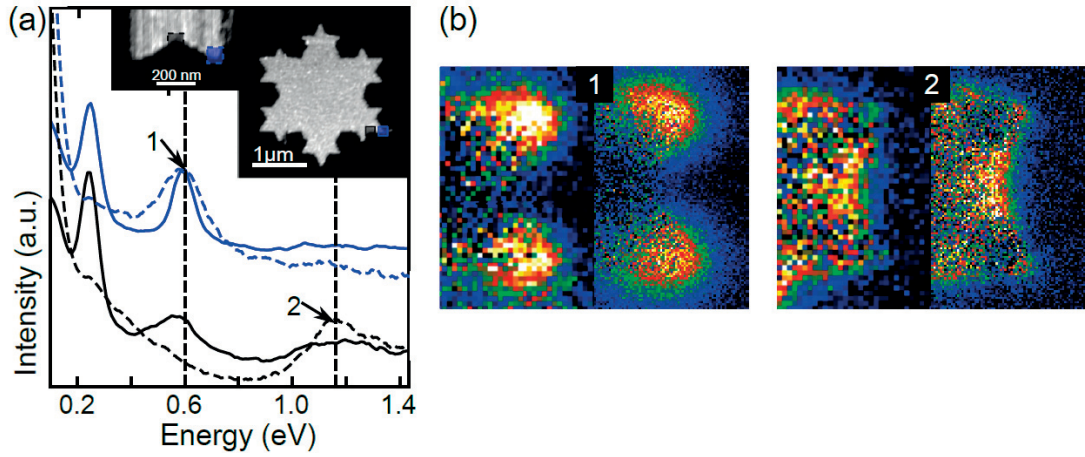 (a)
200 nm
1μm
1
2
Intensity (a.u.)
0.2 0.6 1.0 1.4
Energy (eV)
(b)
1
2